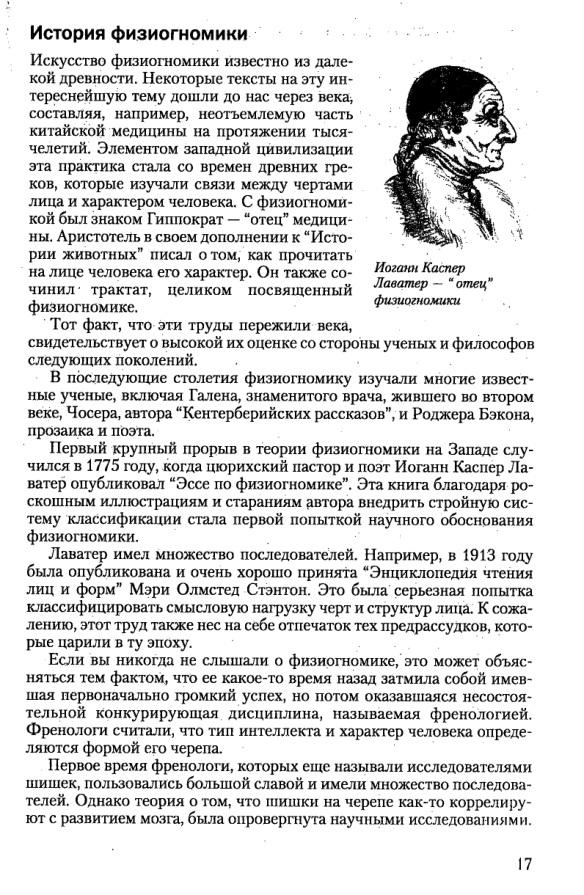 История физиогномики
Искусство физиогномики известно из дале-
кой древности. Некоторые тексты на эту ин-
тереснейшую тему дошли до нас через века,
составляя, например, неотъемлемую часть
китайской медицины на протяжении тыся-
челетий. Элементом западной цивилизации
эта практика стала со времен древних гре-
ков, которые изучали связи между чертами
лица и характером человека. С физиогноми-
кой был знаком Гиппократ — “отец” медици-
ны. Аристотель в своем дополнении к “Исто-
рии животных” писал о том, как прочитать
на лице человека его характер. Он также со-
чинил трактат, целиком посвященный
физиогномике.
Иоганн Каспер
Лаватер — “отец”
физиогномики
Тот факт, что эти труды пережили века,
свидетельствует о высокой их оценке со стороны ученых и философов
следующих поколений.
В последующие столетия физиогномику изучали многие извест-
ные ученые, включая Галена, знаменитого врача, жившего во втором
веке, Чосера, автора “Кентерберийских рассказов”, и Роджера Бэкона,
прозаика и поэта.
Первый крупный прорыв в теории физиогномики на Западе слу-
чился в 1775 году, когда цюрихский пастор и поэт Иоганн Каспер Ла-
ватер опубликовал “Эссе по физиогномике”. Эта книга благодаря ро-
скошным иллюстрациям и стараниям автора внедрить стройную сис-
тему классификации стала первой попыткой научного обоснования
физиогномики.
Лаватер имел множество последователей. Например, в 1913 году
была опубликована и очень хорошо принята “Энциклопедия чтения
лиц и форм” Мэри Олмстед Стэнтон. Это была серьезная попытка
классифицировать смысловую нагрузку черт и структур лица. К сожа-
лению, этот труд также нес на себе отпечаток тех предрассудков, кото-
рые царили в ту эпоху.
Если вы никогда не слышали о физиогномике, это может объяс-
няться тем фактом, что ее какое-то время назад затмила собой имев-
шая первоначально громкий успех, но потом оказавшаяся несостоя-
тельной конкурирующая дисциплина, называемая френологией.
Френологи считали, что тип интеллекта и характер человека опреде-
ляются формой его черепа.
Первое время френологи, которых еще называли исследователями
шишек, пользовались большой славой и имели множество последова-
телей. Однако теория о том, что шишки на черепе как-то коррелиру-
ют с развитием мозга, была опровергнута научными исследованиями.
17